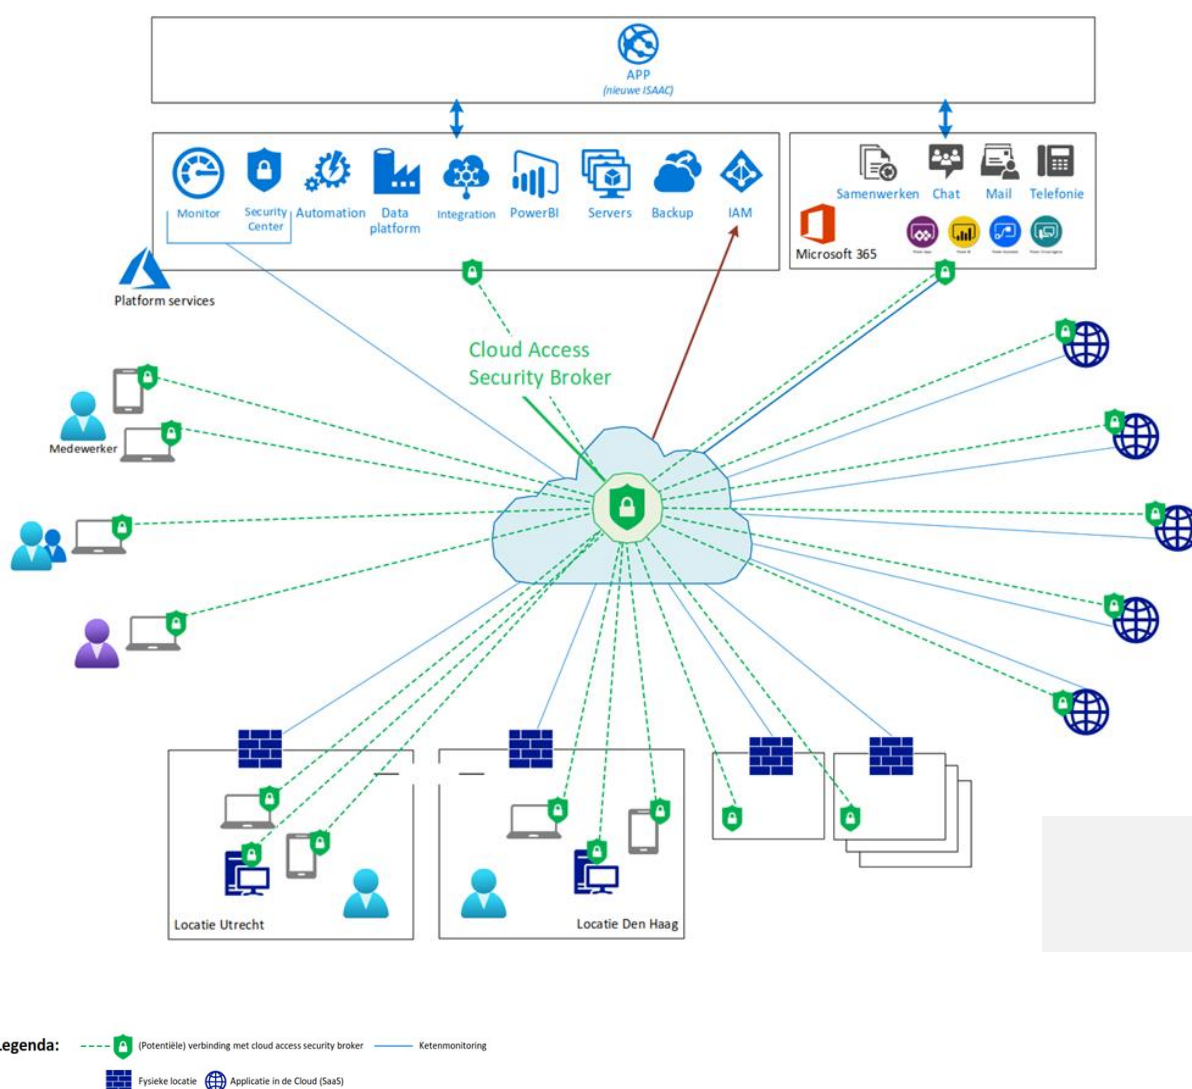 APP
(nieuwe ISAAC)
Monitor
Security
Center
Automation
Data
platform
Integration
PowerBI
Servers
Backup
IAM
Samenwerken
Chat
Mail
Telefonie
Microsoft 365
Platform services
Cloud Access
Security Broker
Medewerker
Locatie Utrecht
Locatie Den Haag
egenda:
(Potentiële) verbinding met cloud access security broker
Ketenmonitoring
Fysieke locatie
Applicatie in de Cloud (SaaS)